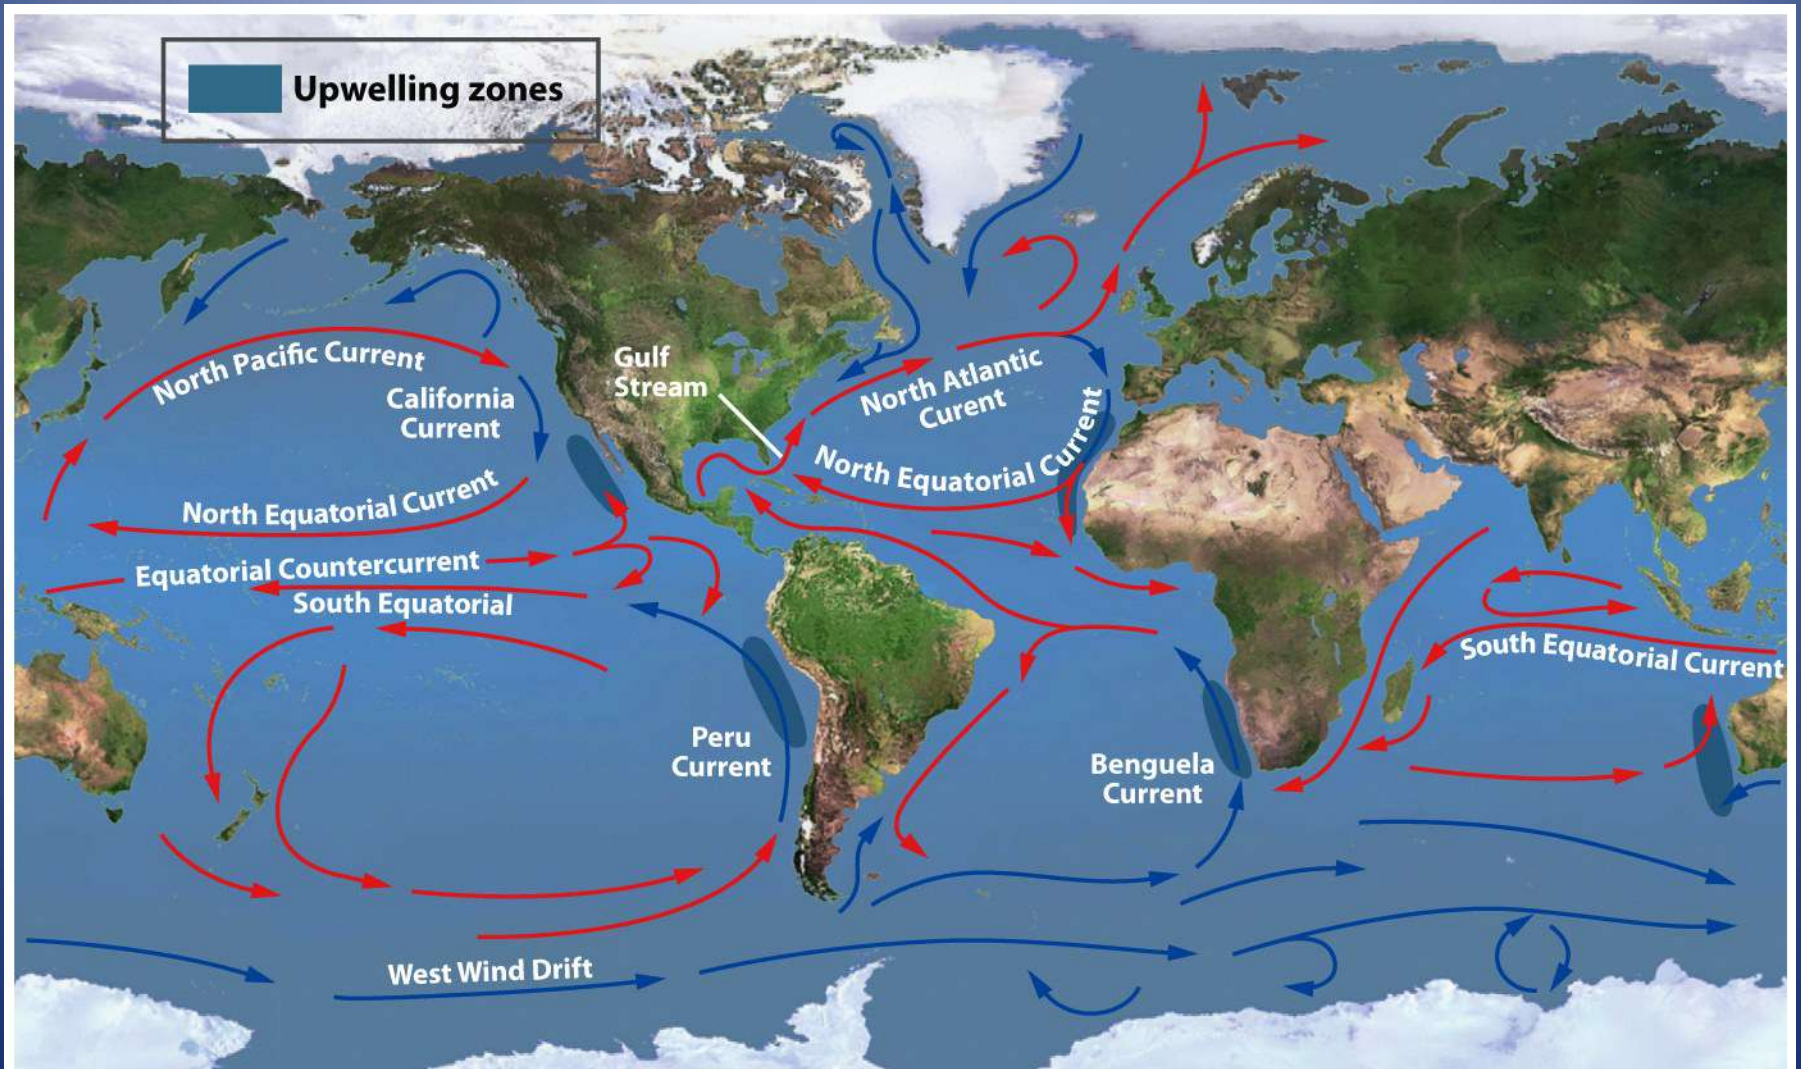 Upwelling zones
North Pacific Current
California
Current
Gulf
Stream
North Atlantic
Curent
North Equatorial Current
North Equatorial Current
Equatorial Countercurrent
South Equatorial
South Equatorial Current
Peru
Current
Benguela
Current
West Wind Drift